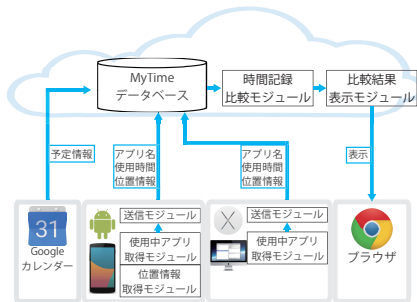 MyTime
データベース
時間記録
比較モジュール
比較結果
表示モジュール
予定情報
アプリ名
使用時間
位置情報
アプリ名
使用時間
位置情報
表示
31
Google
カレンダー
送信モジュール
使用中アプリ
取得モジュール
位置情報
取得モジュール
X
送信モジュール
使用中アプリ
取得モジュール
ブラウザ